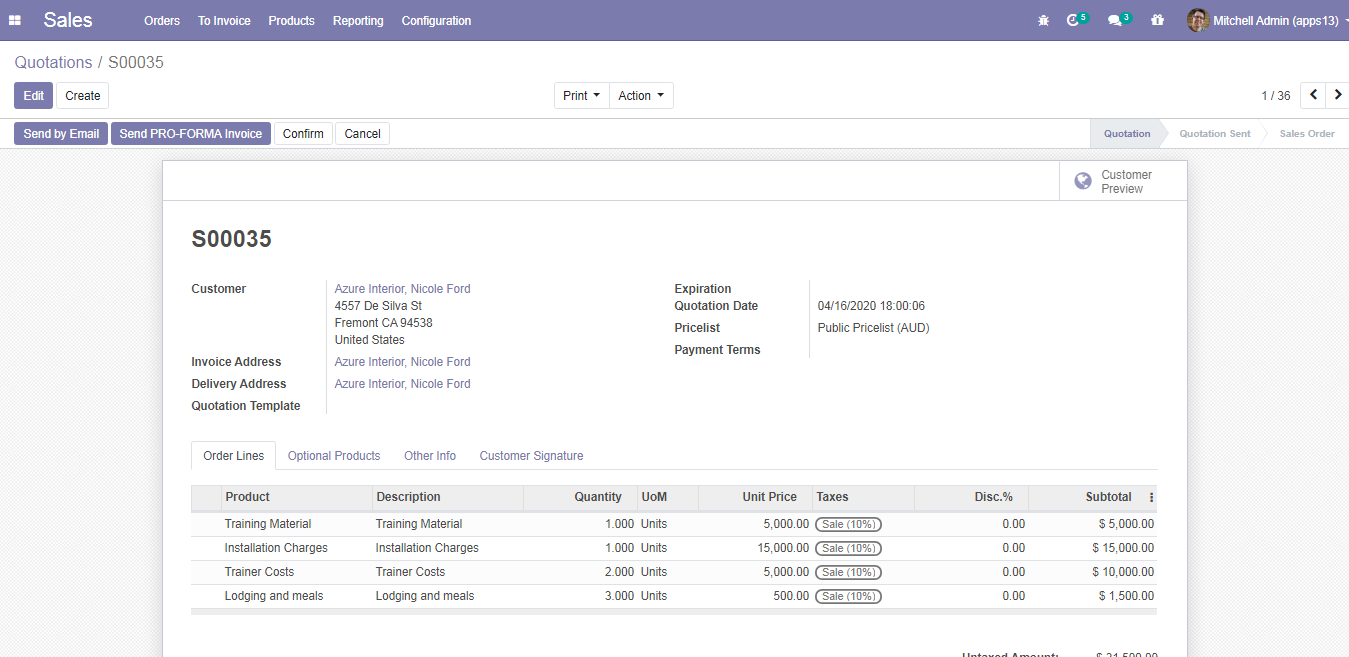 Sales Orders To Invoice Products Reporting Configuration 5 3 Mitchell Admin (apps13)
Quotations / S00035
Edit Create Print Action 1 / 36
Send by Email Send PRO-FORMA Invoice Confirm Cancel Quotation Quotation Sent Sales Order
Customer
Preview
S00035
Customer Azure Interior, Nicole Ford
4557 De Silva St
Fremont CA 94538
United States
Invoice Address Azure Interior, Nicole Ford
Delivery Address Azure Interior, Nicole Ford
Quotation Template
Expiration
Quotation Date 04/16/2020 18:00:06
Pricelist Public Pricelist (AUD)
Payment Terms
Order Lines Optional Products Other Info Customer Signature
Product Description Quantity UoM Unit Price Taxes Disc.% Subtotal
Training Material Training Material 1.000 Units 5,000.00 Sale (10%) 0.00 $ 5,000.00
Installation Charges Installation Charges 1.000 Units 15,000.00 Sale (10%) 0.00 $ 15,000.00
Trainer Costs Trainer Costs 2.000 Units 5,000.00 Sale (10%) 0.00 $ 10,000.00
Lodging and meals Lodging and meals 3.000 Units 500.00 Sale (10%) 0.00 $ 1,500.00
Untaxed Amount: $ 31,500.00